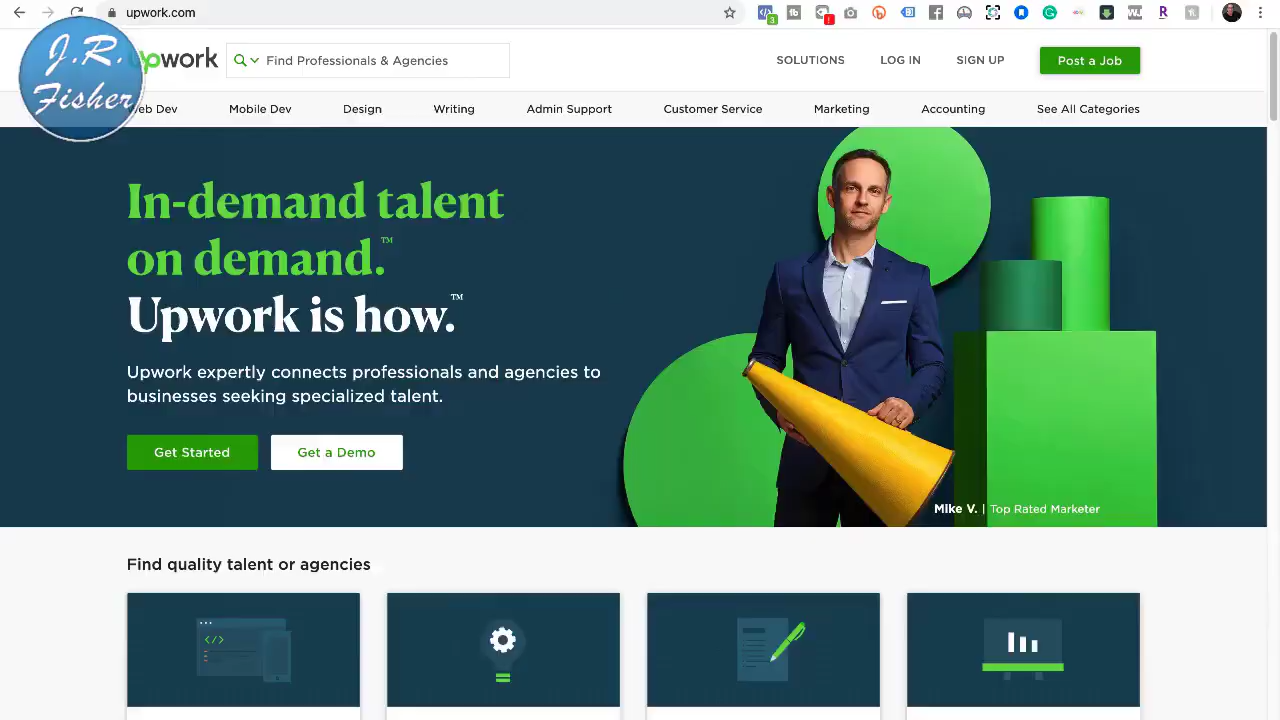 upwork.com
3
!
J.R.
Fisher
upwork
Find Professionals & Agencies
SOLUTIONS
LOG IN
SIGN UP
Post a Job
eb Dev
Mobile Dev
Design
Writing
Admin Support
Customer Service
Marketing
Accounting
See All Categories
In-demand talent
on demand.™
Upwork is how.™
Upwork expertly connects professionals and agencies to
businesses seeking specialized talent.
Get Started
Get a Demo
Mike V. | Top Rated Marketer
Find quality talent or agencies